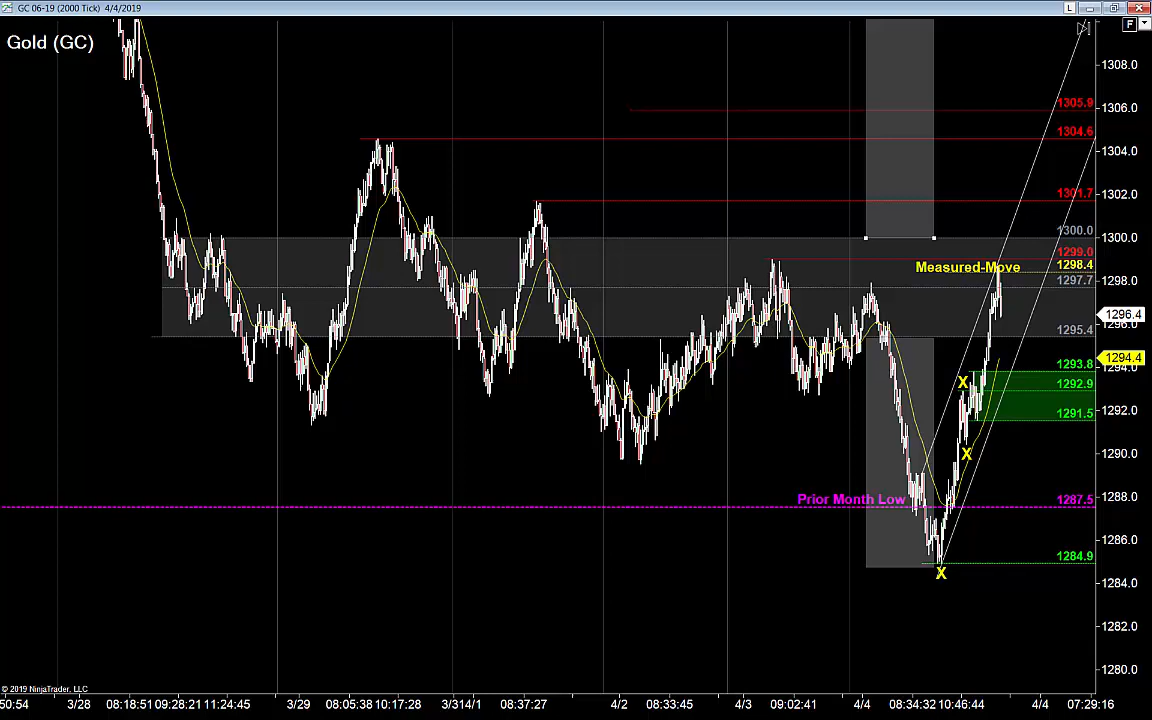 GC 06-19 (2000 Tick) 4/4/2019
L
F
Gold (GC)
1308.0
1305.9
1306.0
1304.6
1304.0
1301.7
1302.0
1300.0
1300.0
1299.0
Measured-Move
1298.4
1297.7
1298.0
1296.4
1296.0
1295.4
1294.4
1294.0
1293.8
X
1292.9
1291.5
1292.0
X
1290.0
Prior Month Low
1287.5
1288.0
1286.0
1284.9
X
1284.0
1282.0
1280.0
© 2019 NinjaTrader, LLC
50:54 3/28 08:18:51 09:28:21 11:24:45 3/29 08:05:38 10:17:28 3/31 4/1 08:37:27 4/2 08:33:45 4/3 09:02:41 4/4 08:34:32 10:46:44 4/4 07:29:16